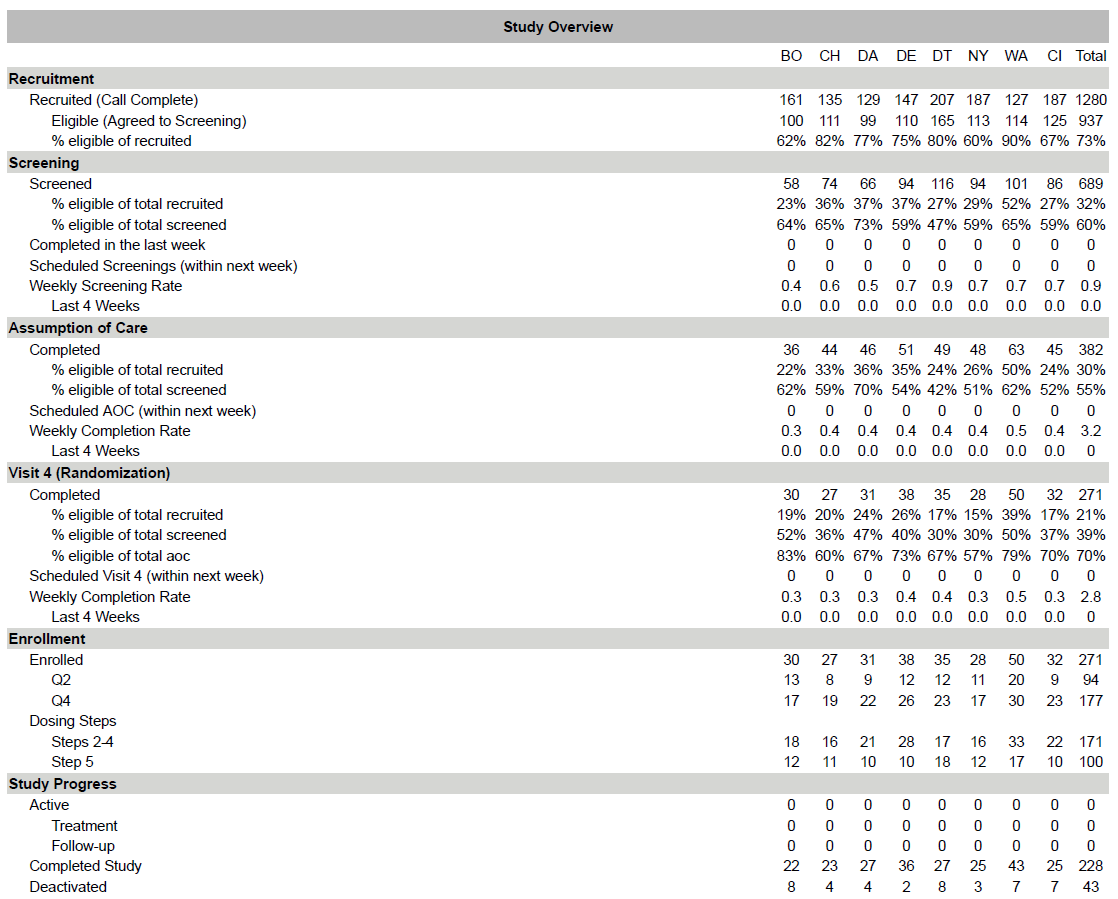 Study Overview
BO CH DA DE DT NY WA CI Total
Recruitment
Recruited (Call Complete) 161 135 129 147 207 187 127 187 1280
Eligible (Agreed to Screening) 100 111 99 110 165 113 114 125 937
% eligible of recruited 62% 82% 77% 75% 80% 60% 90% 67% 73%
Screening
Screened 58 74 66 94 116 94 101 86 689
% eligible of total recruited 23% 36% 37% 37% 27% 29% 52% 27% 32%
% eligible of total screened 64% 65% 73% 59% 47% 59% 65% 59% 60%
Completed in the last week 0 0 0 0 0 0 0 0 0
Scheduled Screenings (within next week) 0 0 0 0 0 0 0 0 0
Weekly Screening Rate 0.4 0.6 0.5 0.7 0.9 0.7 0.7 0.7 0.9
Last 4 Weeks 0.0 0.0 0.0 0.0 0.0 0.0 0.0 0.0 0.0
Assumption of Care
Completed 36 44 46 51 49 48 63 45 382
% eligible of total recruited 22% 33% 36% 35% 24% 26% 50% 24% 30%
% eligible of total screened 62% 59% 70% 54% 42% 51% 62% 52% 55%
Scheduled AOC (within next week) 0 0 0 0 0 0 0 0 0
Weekly Completion Rate 0.3 0.4 0.4 0.4 0.4 0.4 0.5 0.4 3.2
Last 4 Weeks 0.0 0.0 0.0 0.0 0.0 0.0 0.0 0.0 0
Visit 4 (Randomization)
Completed 30 27 31 38 35 28 50 32 271
% eligible of total recruited 19% 20% 24% 26% 17% 15% 39% 17% 21%
% eligible of total screened 52% 36% 47% 40% 30% 30% 50% 37% 39%
% eligible of total aoc 83% 60% 67% 73% 67% 57% 79% 70% 70%
Scheduled Visit 4 (within next week) 0 0 0 0 0 0 0 0 0
Weekly Completion Rate 0.3 0.3 0.3 0.4 0.4 0.3 0.5 0.3 2.8
Last 4 Weeks 0.0 0.0 0.0 0.0 0.0 0.0 0.0 0.0 0
Enrollment
Enrolled 30 27 31 38 35 28 50 32 271
Q2 13 8 9 12 12 11 20 9 94
Q4 17 19 22 26 23 17 30 23 177
Dosing Steps
Steps 2-4 18 16 21 28 17 16 33 22 171
Step 5 12 11 10 10 18 12 17 10 100
Study Progress
Active 0 0 0 0 0 0 0 0 0
Treatment 0 0 0 0 0 0 0 0 0
Follow-up 0 0 0 0 0 0 0 0 0
Completed Study 22 23 27 36 27 25 43 25 228
Deactivated 8 4 4 2 8 3 7 7 43